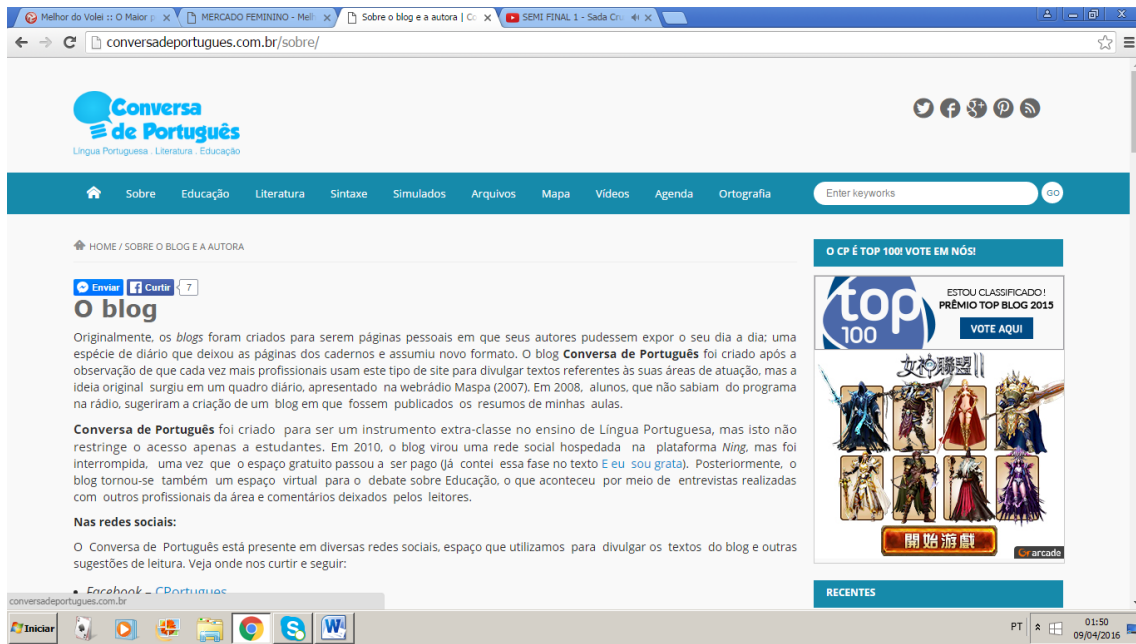 Melhor do Volei :: O Maior p
MERCADO FEMININO - Melh
Sobre o blog e a autora | Co
SEMI FINAL 1 - Sada Cru
conversadeportugues.com.br/sobre/
Conversa
de Português
Língua Portuguesa . Literatura . Educação
Sobre Educação Literatura Sintaxe Simulados Arquivos Mapa Vídeos Agenda Ortografia
Enter keyworks
GO
HOME / SOBRE O BLOG E A AUTORA
Enviar
Curtir
7
O blog
Originalmente, os blogs foram criados para serem páginas pessoais em que seus autores pudessem expor o seu dia a dia; uma
espécie de diário que deixou as páginas dos cadernos e assumiu novo formato. O blog Conversa de Português foi criado após a
observação de que cada vez mais profissionais usam este tipo de site para divulgar textos referentes às suas áreas de atuação, mas a
ideia original surgiu em um quadro diário, apresentado na webrádio Maspa (2007). Em 2008, alunos, que não sabiam do programa
na rádio, sugeriram a criação de um blog em que fossem publicados os resumos de minhas aulas.
Conversa de Português foi criado para ser um instrumento extra-classe no ensino de Língua Portuguesa, mas isto não
restringe o acesso apenas a estudantes. Em 2010, o blog virou uma rede social hospedada na plataforma Ning, mas foi
interrompida, uma vez que o espaço gratuito passou a ser pago (Já contei essa fase no texto E eu sou grata). Posteriormente, o
blog tornou-se também um espaço virtual para o debate sobre Educação, o que aconteceu por meio de entrevistas realizadas
com outros profissionais da área e comentários deixados pelos leitores.
Nas redes sociais:
O Conversa de Português está presente em diversas redes sociais, espaço que utilizamos para divulgar os textos do blog e outras
sugestões de leitura. Veja onde nos curtir e seguir:
Facebook – CPortugues
O CP É TOP 100! VOTE EM NÓS!
top
100
ESTOU CLASSIFICADO !
PRÊMIO TOP BLOG 2015
VOTE AQUI
女神聯盟II
開始游戲
Gr arcade
RECENTES
conversadeportugues.com.br
Iniciar
PT
01:50
09/04/2016